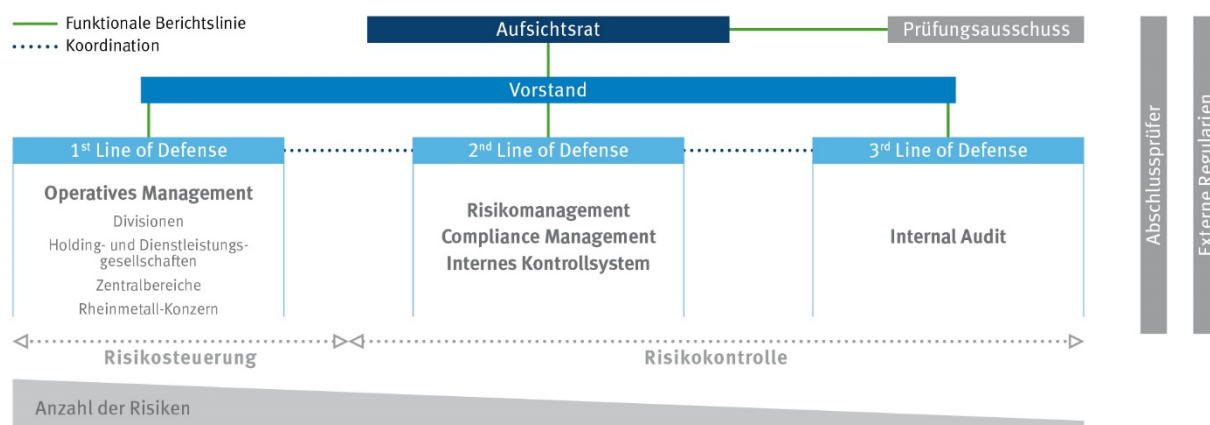 Funktionale Berichtslinie
Koordination
Aufsichtsrat
Prüfungsausschuss
Vorstand
1st Line of Defense
2nd Line of Defense
3rd Line of Defense
Operatives Management
Divisionen
Holding- und Dienstleistungs-
gesellschaften
Zentralbereiche
Rheinmetall-Konzern
Risikomanagement
Compliance Management
Internes Kontrollsystem
Internal Audit
Risikosteuerung
Risikokontrolle
Anzahl der Risiken
Abschlussprüfer
Externe Regularien